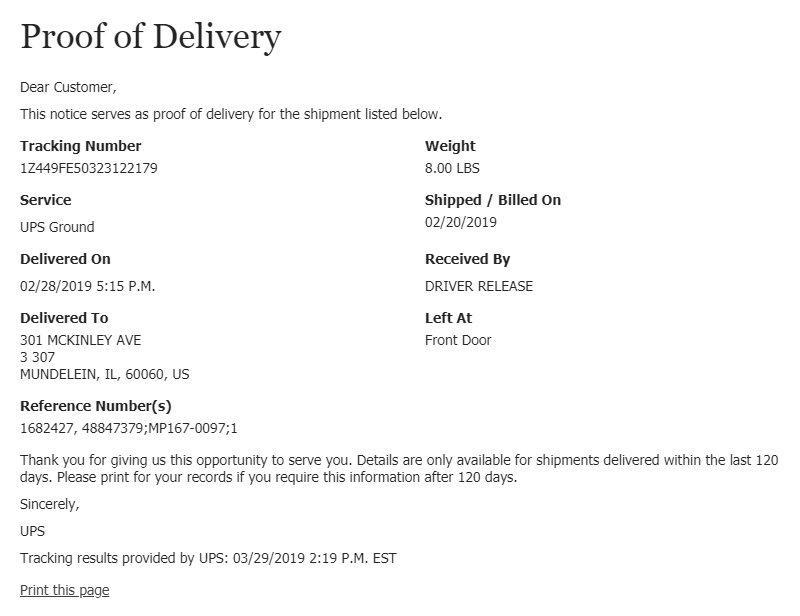 Proof of Delivery
Dear Customer,
This notice serves as proof of delivery for the shipment listed below.
Tracking Number
1Z449FE50323122179
Weight
8.00 LBS
Service
UPS Ground
Shipped / Billed On
02/20/2019
Delivered On
02/28/2019 5:15 P.M.
Received By
DRIVER RELEASE
Delivered To
301 MCKINLEY AVE
3 307
MUNDELEIN, IL, 60060, US
Left At
Front Door
Reference Number(s)
1682427, 48847379;MP167-0097;1
Thank you for giving us this opportunity to serve you. Details are only available for shipments delivered within the last 120
days. Please print for your records if you require this information after 120 days.
Sincerely,
UPS
Tracking results provided by UPS: 03/29/2019 2:19 P.M. EST
Print this page